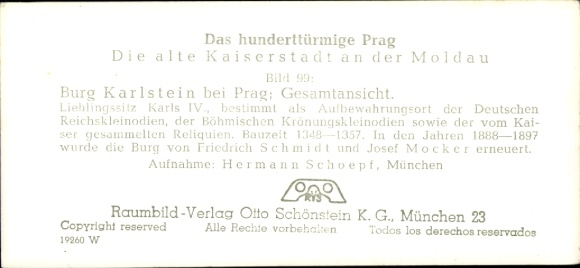 Das hunderttürmige Prag
Die alte Kaiserstadt an der Moldau
Bild 99:
Burg Karlstein bei Prag; Gesamtansicht.
Lieblingssitz Karls IV., bestimmt als Aufbewahrungsort der Deutschen
Reichskleinodien, der Böhmischen Krönungskleinodien sowie der vom Kai-
ser gesammelten Reliquien. Bauzeit 1348—1357. In den Jahren 1888—1897
wurde die Burg von Friedrich Schmidt und Josef Mocker erneuert.
Aufnahme: Hermann Schoepf, München
RVS
Raumbild-Verlag Otto Schönstein K. G., München 23
Copyright reserved Alle Rechte vorbehalten Todos los derechos reservados
19260 W